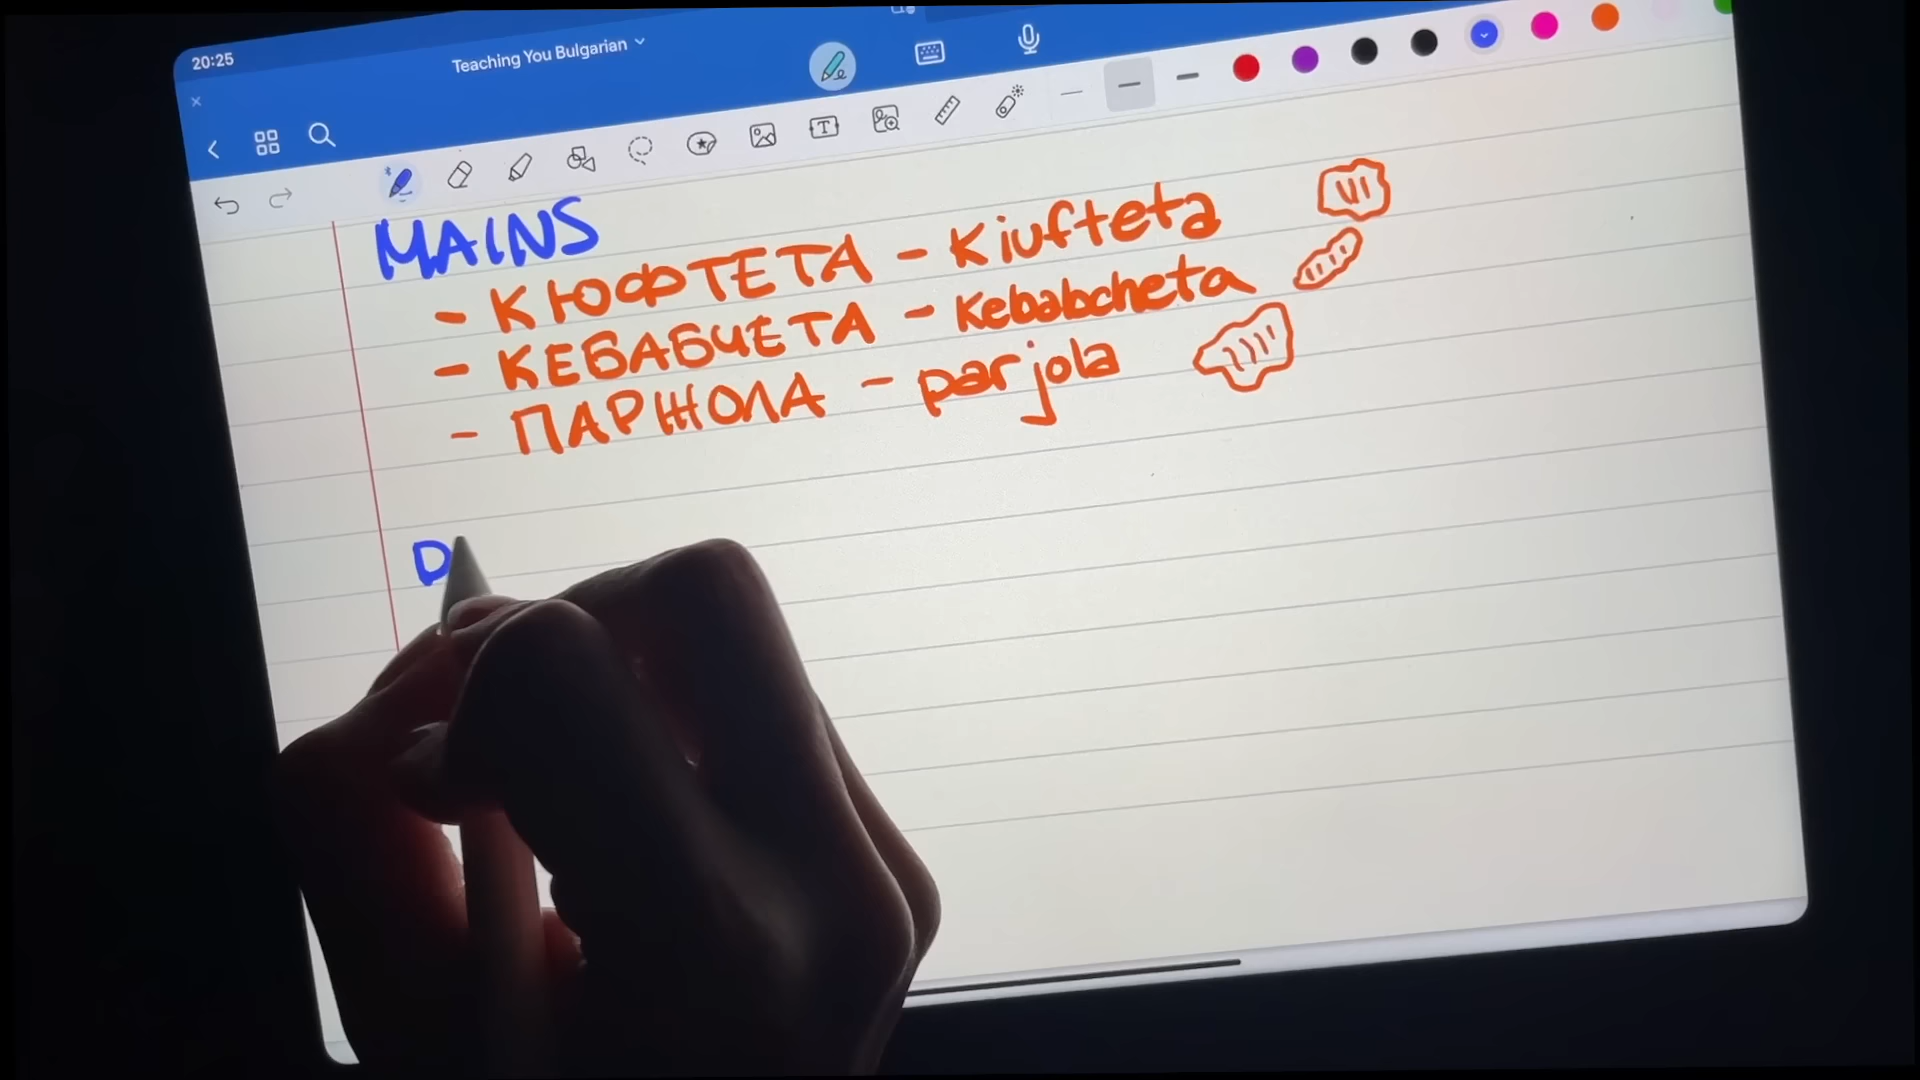 20:25
Teaching You Bulgarian
MAINS
- КЮФТЕТА - Kiufteta
- КЕБАБЧЕТА - Kebabcheta
- ПАРЖОЛА - parjola
D